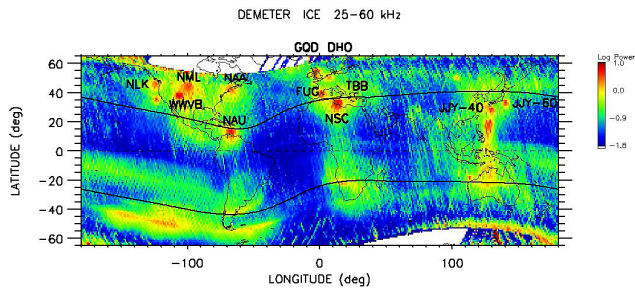 DEMETER ICE 25-60 kHz
GQD DHO
Log Power
60
1.0
NLK
NML
NAA
FUG
TBB
40
WWVB
JJY-40
JJY-60
0.0
NAU
NSC
20
LATITUDE (deg)
0
-0.9
-20
-1.8
-40
-60
-100
0
100
LONGITUDE (deg)